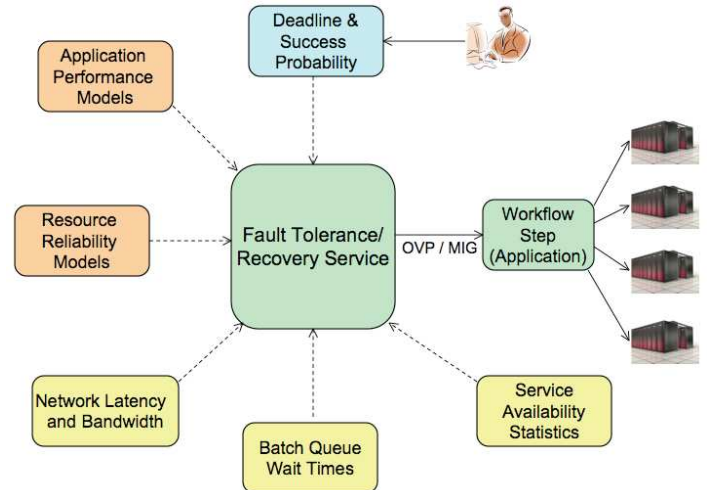 Deadline &
Success
Probability
Application
Performance
Models
Resource
Reliability
Models
Fault Tolerance/
Recovery Service
OVP / MIG
Workflow
Step
(Application)
Network Latency
and Bandwidth
Batch Queue
Wait Times
Service
Availability
Statistics